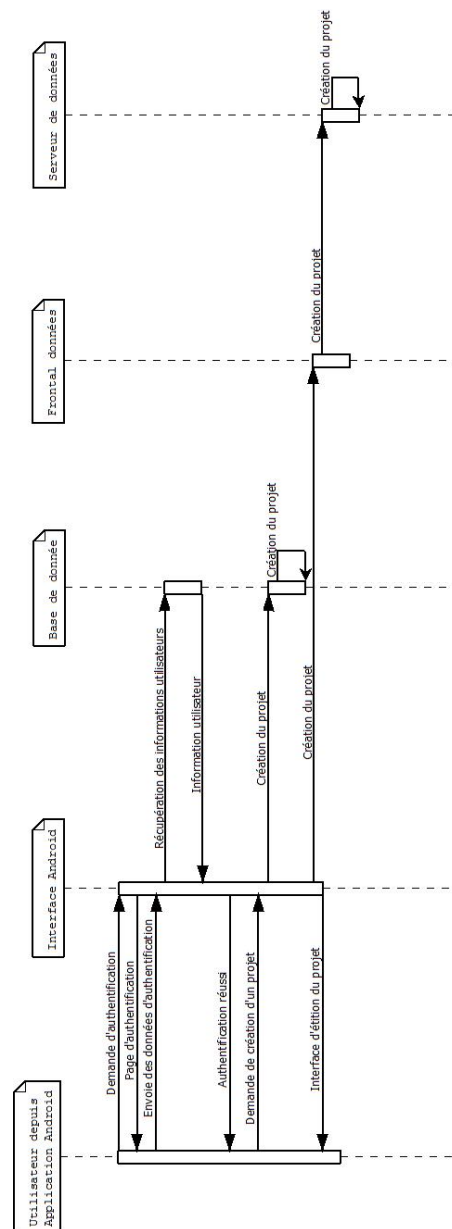 Utilisateur depuis
Application Android
Interface Android
Base de donnée
Frontal données
Serveur de données
Demande d'authentification
Page d'authentification
Envoie des données d'authentification
Récupération des informations utilisateurs
Information utilisateur
Authentification réussi
Demande de création d'un projet
Création du projet
Création du projet
Création du projet
Création du projet
Création du projet
Interface d'étition du projet